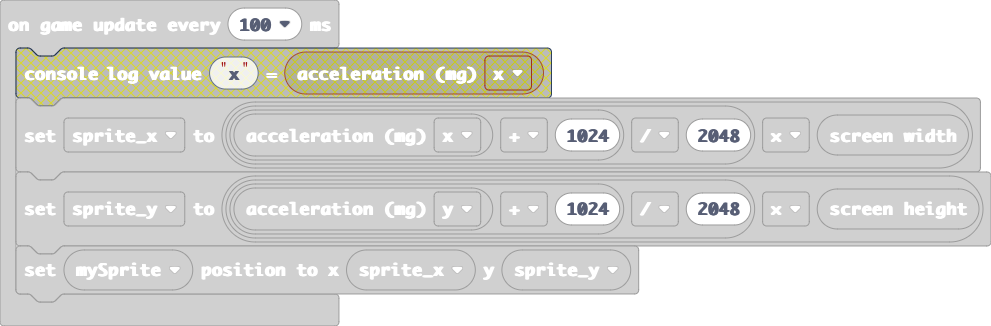 on game update every 100 ms
console log value "x" = acceleration (mg) x
set sprite_x to acceleration (mg) x + 1024 / 2048 x screen width
set sprite_y to acceleration (mg) y + 1024 / 2048 x screen height
set mySprite position to x sprite_x y sprite_y